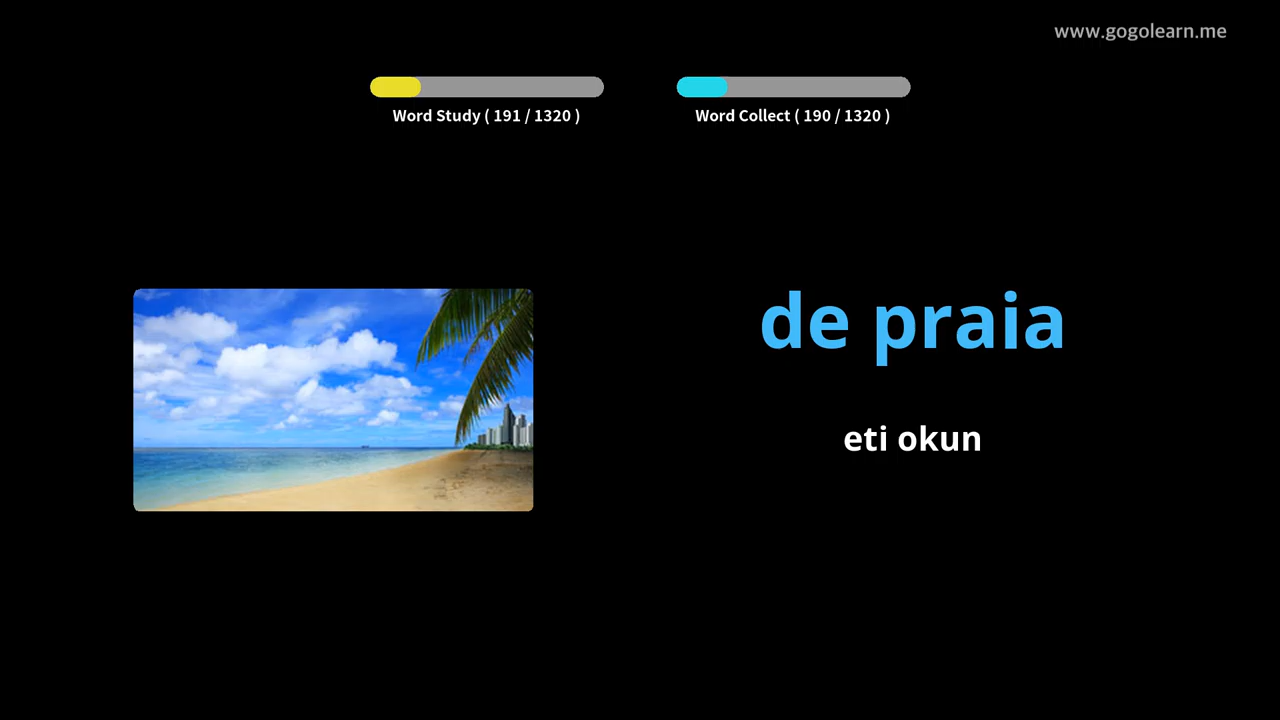 www.gogolearn.me
Word Study ( 191 / 1320 )
Word Collect ( 190 / 1320 )
de praia
eti okun